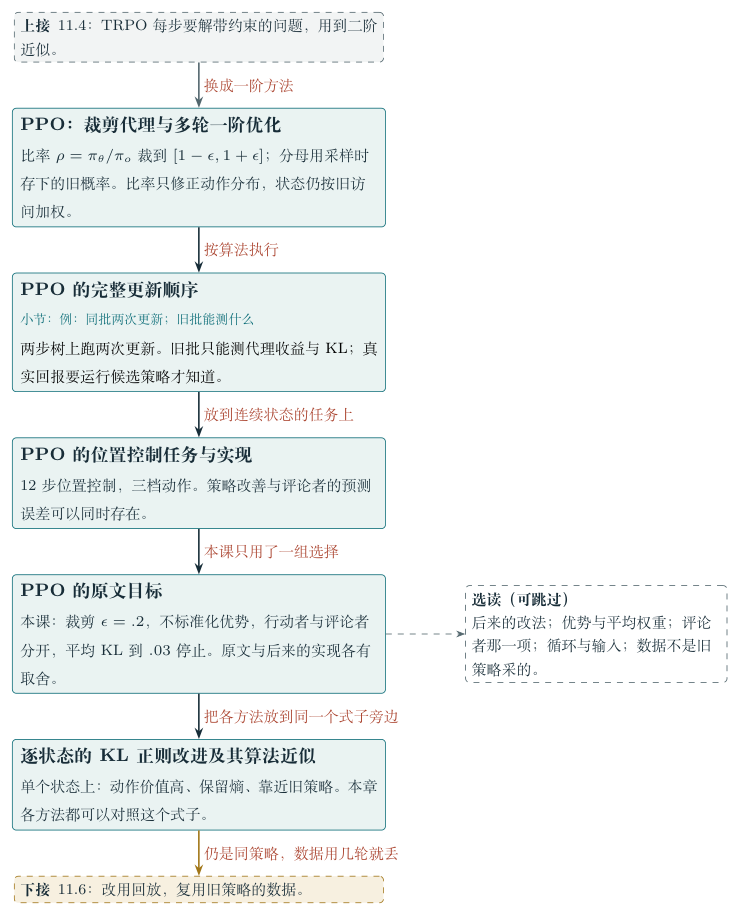 上接 11.4：TRPO 每步要解带约束的问题，用到二阶
近似。
换成一阶方法
PPO：裁剪代理与多轮一阶优化
比率 ρ = π_θ/π_o 裁到 [1 − ϵ, 1 + ϵ]；分母用采样时
存下的旧概率。比率只修正动作分布，状态仍按旧访
问加权。
按算法执行
PPO 的完整更新顺序
小节：例：同批两次更新；旧批能测什么
两步树上跑两次更新。旧批只能测代理收益与 KL；真
实回报要运行候选策略才知道。
放到连续状态的任务上
PPO 的位置控制任务与实现
12 步位置控制，三档动作。策略改善与评论者的预测
误差可以同时存在。
本课只用了一组选择
PPO 的原文目标
本课：裁剪 ϵ = .2，不标准化优势，行动者与评论者
分开，平均 KL 到 .03 停止。原文与后来的实现各有
取舍。
选读（可跳过）
后来的改法；优势与平均权重；评论
者那一项；循环与输入；数据不是旧
策略采的。
把各方法放到同一个式子旁边
逐状态的 KL 正则改进及其算法近似
单个状态上：动作价值高、保留熵、靠近旧策略。本章
各方法都可以对照这个式子。
仍是同策略，数据用几轮就丢
下接 11.6：改用回放，复用旧策略的数据。